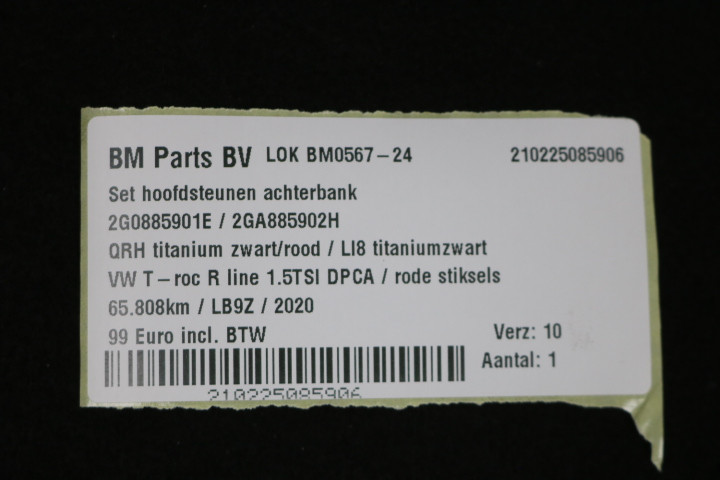 BM Parts BV LOK BM0567-24 210225085906
Set hoofdsteunen achterbank
2G0885901E / 2GA885902H
QRH titanium zwart/rood / LI8 titaniumzwart
VW T-roc R line 1.5TSI DPCA / rode stiksels
65.808km / LB9Z / 2020
99 Euro incl. BTW Verz: 10
Aantal: 1
210225085906